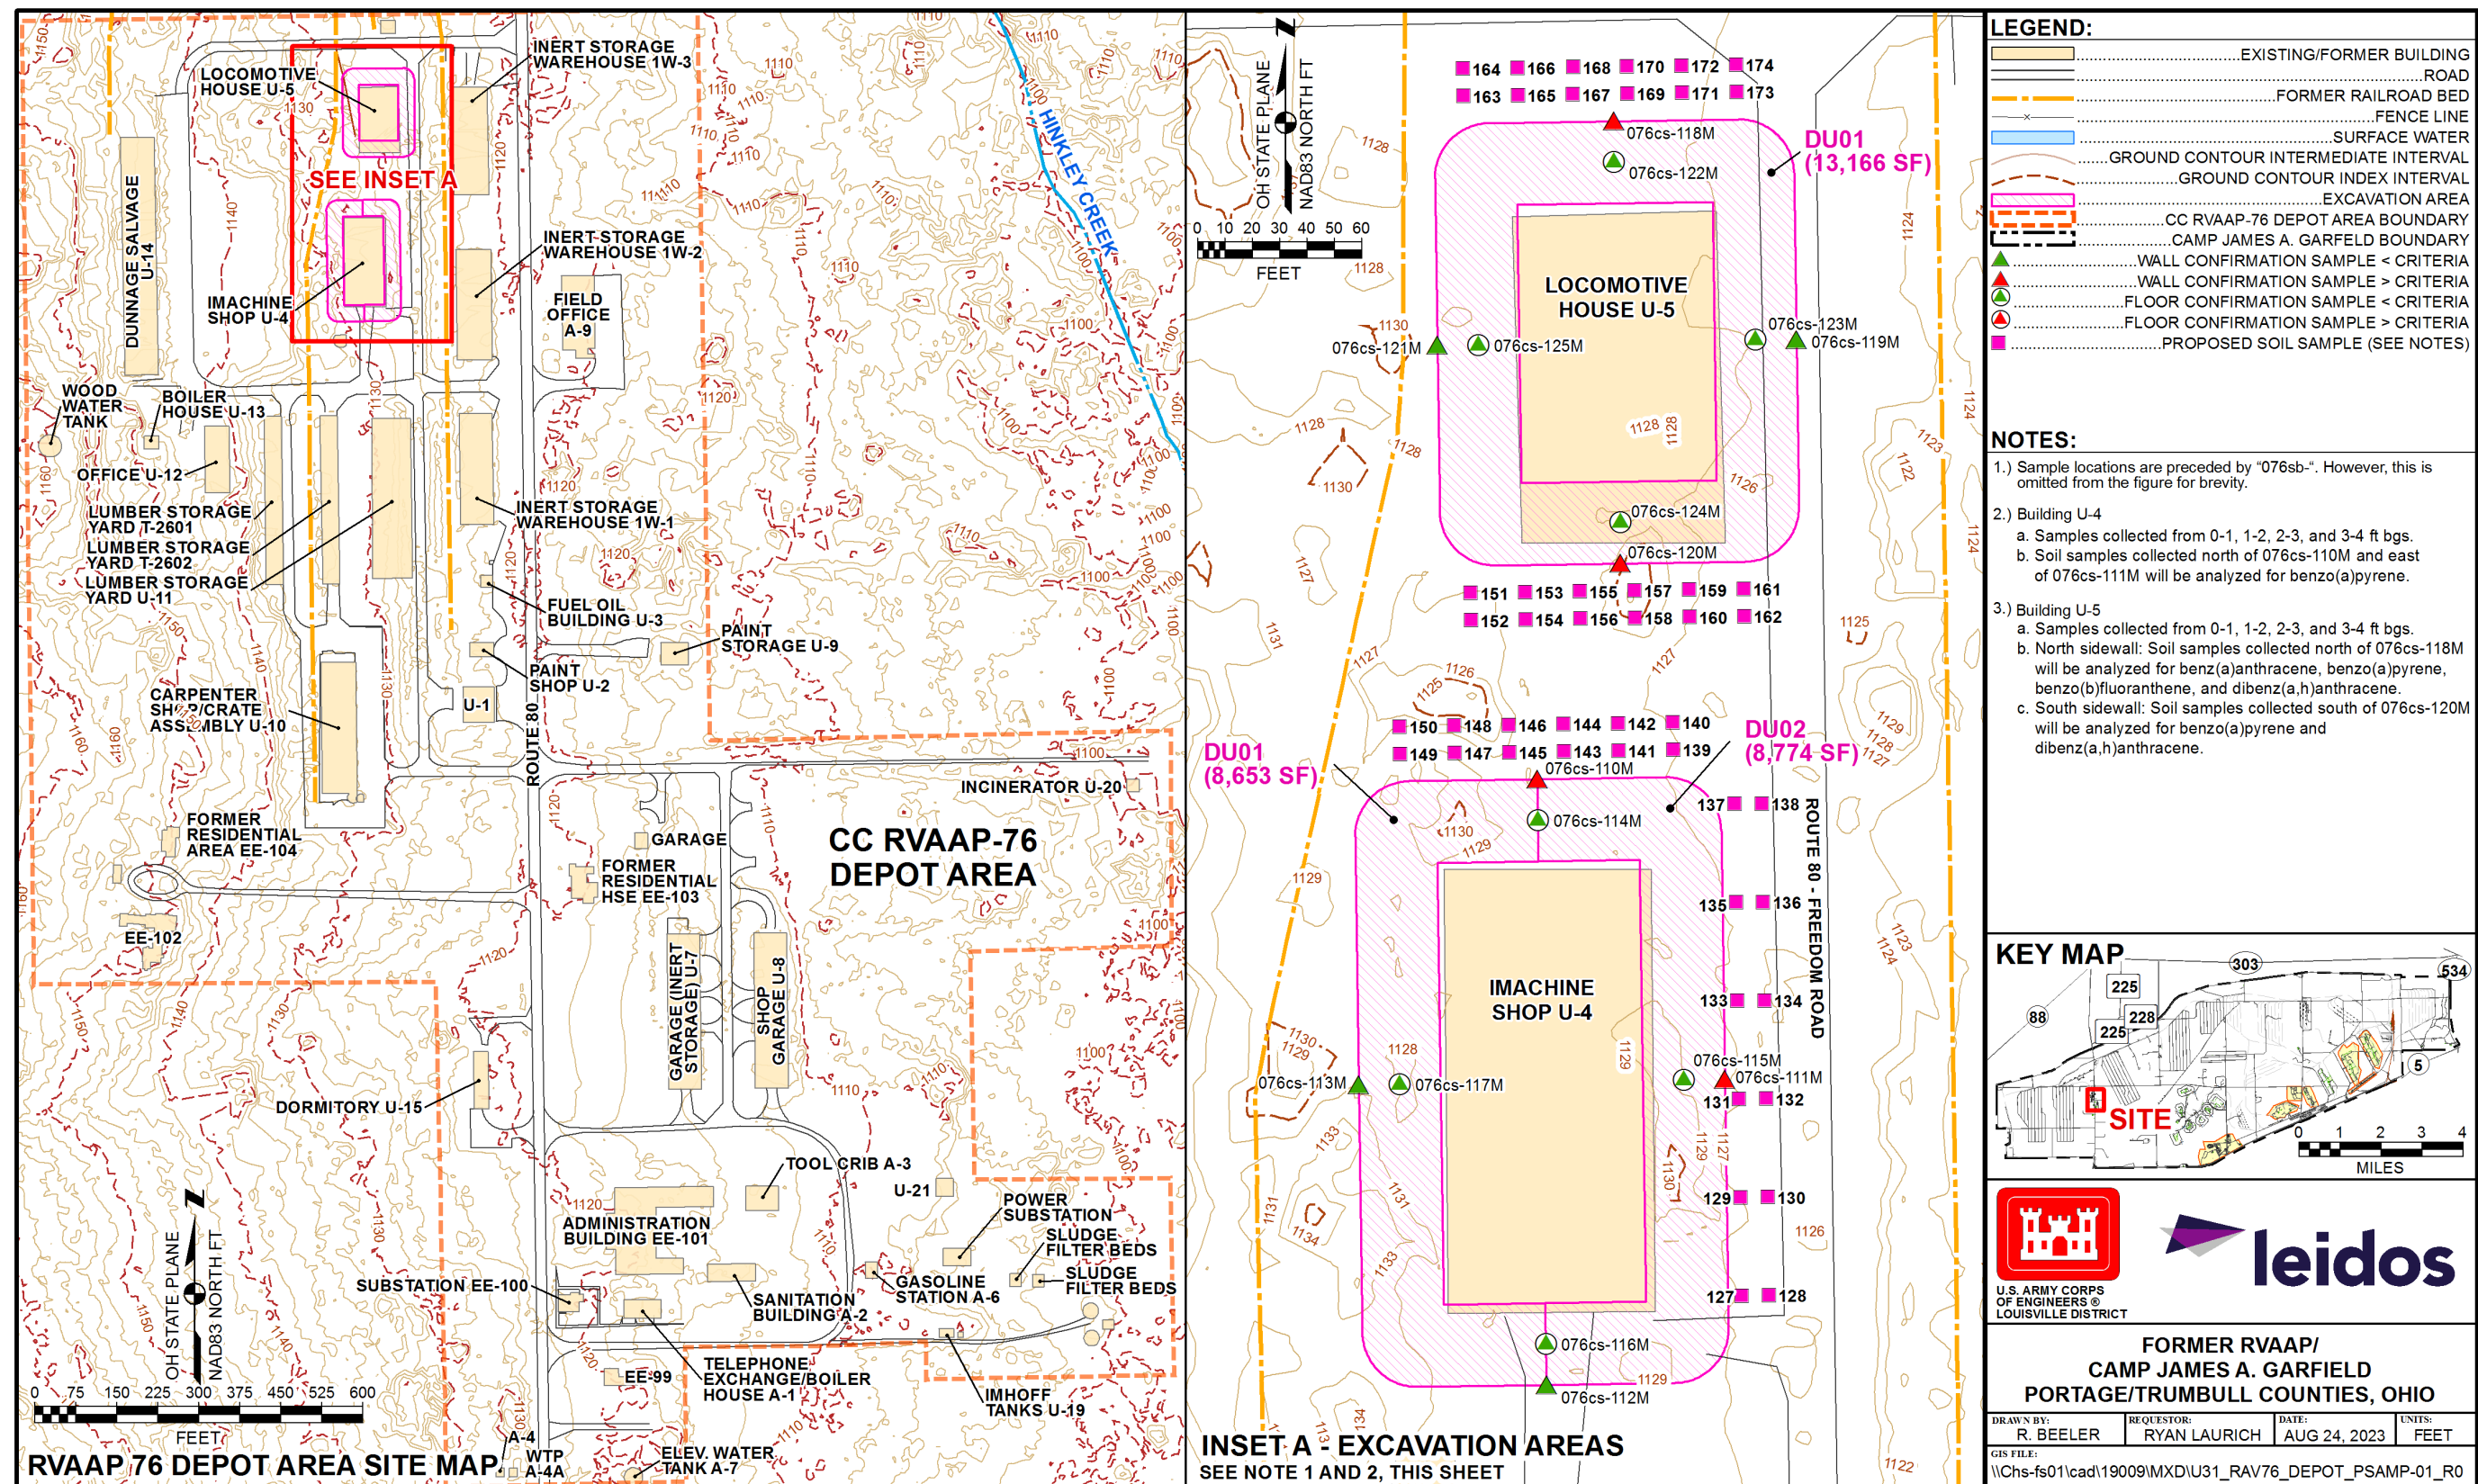 INERT STORAGE
WAREHOUSE 1W-3
LOCOMOTIVE
HOUSE U-5
SEE INSET A
DUNNAGE SALVAGE
U-14
IMACHINE
SHOP U-4
INERT STORAGE
WAREHOUSE 1W-2
FIELD
OFFICE
A-9
HINKLEY CREEK
WOOD
WATER
TANK
BOILER
HOUSE U-13
OFFICE U-12
LUMBER STORAGE
YARD T-2601
LUMBER STORAGE
YARD T-2602
LUMBER STORAGE
YARD U-11
INERT STORAGE
WAREHOUSE 1W-1
FUEL OIL
BUILDING U-3
PAINT
STORAGE U-9
PAINT
SHOP U-2
U-1
CARPENTER
SHOP/CRATE
ASSEMBLY U-10
ROUTE 80
INCINERATOR U-20
FORMER
RESIDENTIAL
AREA EE-104
GARAGE
FORMER
RESIDENTIAL
HSE EE-103
CC RVAAP-76
DEPOT AREA
EE-102
GARAGE (INERT
STORAGE) U-7
SHOP
GARAGE U-8
DORMITORY U-15
TOOL CRIB A-3
U-21
POWER
SUBSTATION
ADMINISTRATION
BUILDING EE-101
SLUDGE
FILTER BEDS
SLUDGE
FILTER BEDS
SUBSTATION EE-100
GASOLINE
STATION A-6
SANITATION
BUILDING A-2
TELEPHONE
EXCHANGE/BOILER
HOUSE A-1
EE-99
IMHOFF
TANKS U-19
A-4
WTP
A-4A
ELEV. WATER
TANK A-7
OH STATE PLANE
NAD83 NORTH FT
Z
0 75 150 225 300 375 450 525 600
FEET
RVAAP 76 DEPOT AREA SITE MAP
Z
OH STATE PLANE
NAD83 NORTH FT
0 10 20 30 40 50 60
FEET
164 166 168 170 172 174
163 165 167 169 171 173
076cs-118M
076cs-122M
DU01
(13,166 SF)
LOCOMOTIVE
HOUSE U-5
076cs-121M
076cs-125M
076cs-123M
076cs-119M
076cs-124M
076cs-120M
151 153 155 157 159 161
152 154 156 158 160 162
150 148 146 144 142 140
149 147 145 143 141 139
DU01
(8,653 SF)
DU02
(8,774 SF)
076cs-110M
076cs-114M
137 138
135 136
133 134
ROUTE 80 - FREEDOM ROAD
IMACHINE
SHOP U-4
076cs-113M
076cs-117M
076cs-115M
076cs-111M
131 132
129 130
127 128
076cs-116M
076cs-112M
INSET A - EXCAVATION AREAS
SEE NOTE 1 AND 2, THIS SHEET
LEGEND:
EXISTING/FORMER BUILDING
ROAD
FORMER RAILROAD BED
FENCE LINE
SURFACE WATER
GROUND CONTOUR INTERMEDIATE INTERVAL
GROUND CONTOUR INDEX INTERVAL
EXCAVATION AREA
CC RVAAP-76 DEPOT AREA BOUNDARY
CAMP JAMES A. GARFELD BOUNDARY
WALL CONFIRMATION SAMPLE < CRITERIA
WALL CONFIRMATION SAMPLE > CRITERIA
FLOOR CONFIRMATION SAMPLE < CRITERIA
FLOOR CONFIRMATION SAMPLE > CRITERIA
PROPOSED SOIL SAMPLE (SEE NOTES)
NOTES:
1.) Sample locations are preceded by "076sb-". However, this is
omitted from the figure for brevity.
2.) Building U-4
a. Samples collected from 0-1, 1-2, 2-3, and 3-4 ft bgs.
b. Soil samples collected north of 076cs-110M and east
of 076cs-111M will be analyzed for benzo(a)pyrene.
3.) Building U-5
a. Samples collected from 0-1, 1-2, 2-3, and 3-4 ft bgs.
b. North sidewall: Soil samples collected north of 076cs-118M
will be analyzed for benz(a)anthracene, benzo(a)pyrene,
benzo(b)fluoranthene, and dibenz(a,h)anthracene.
c. South sidewall: Soil samples collected south of 076cs-120M
will be analyzed for benzo(a)pyrene and
dibenz(a,h)anthracene.
KEY MAP
303
534
225
228
225
88
5
SITE
0 1 2 3 4
MILES
U.S. ARMY CORPS
OF ENGINEERS ®
LOUISVILLE DISTRICT
leidos
FORMER RVAAP/
CAMP JAMES A. GARFIELD
PORTAGE/TRUMBULL COUNTIES, OHIO
DRAWN BY:
R. BEELER
REQUESTOR:
RYAN LAURICH
DATE:
AUG 24, 2023
UNITS:
FEET
GIS FILE:
\\Chs-fs01\cad\19009\MXD\U31_RAV76_DEPOT_PSAMP-01_R0